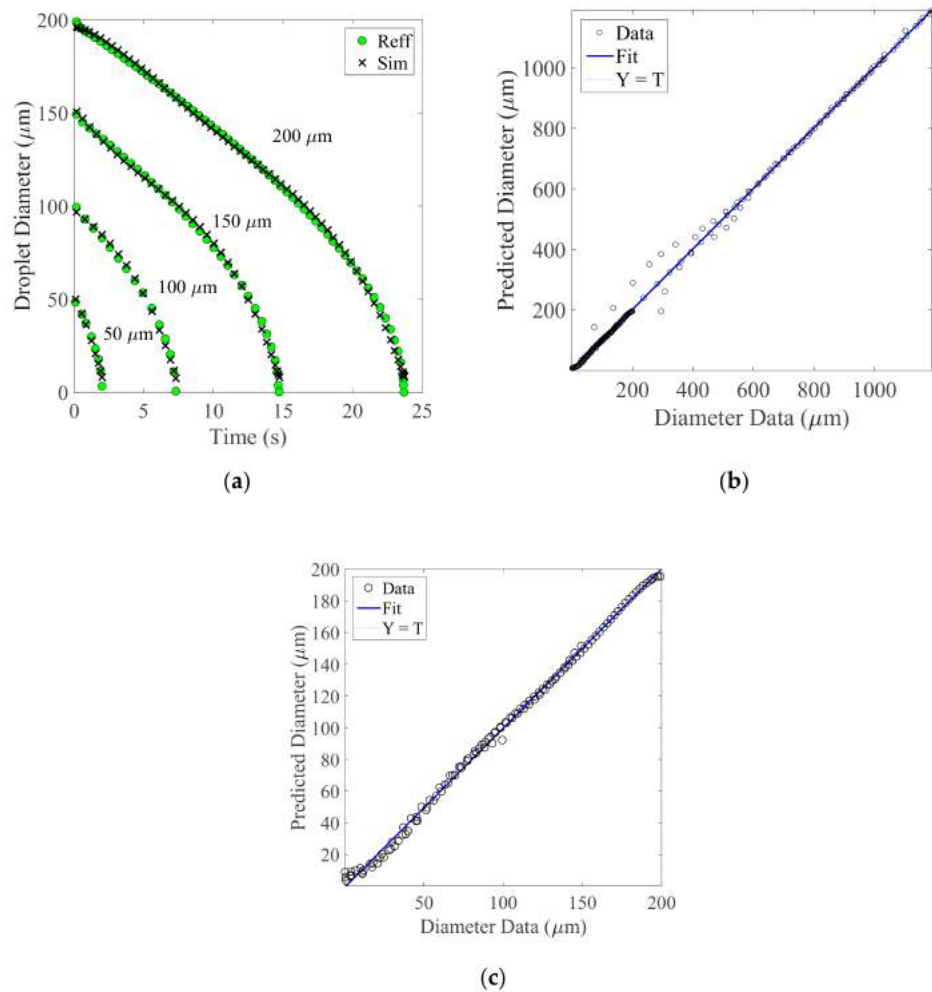 200
150
100
50
0
Droplet Diameter (μm)
Reff
Sim
200 μm
150 μm
100 μm
50 μm
0 5 10 15 20 25
Time (s)
(a)
1000
800
600
400
200
Predicted Diameter (μm)
Data
Fit
Y = T
200 400 600 800 1000
Diameter Data (μm)
(b)
200
180
160
140
120
100
80
60
40
20
Predicted Diameter (μm)
Data
Fit
Y = T
50 100 150 200
Diameter Data (μm)
(c)